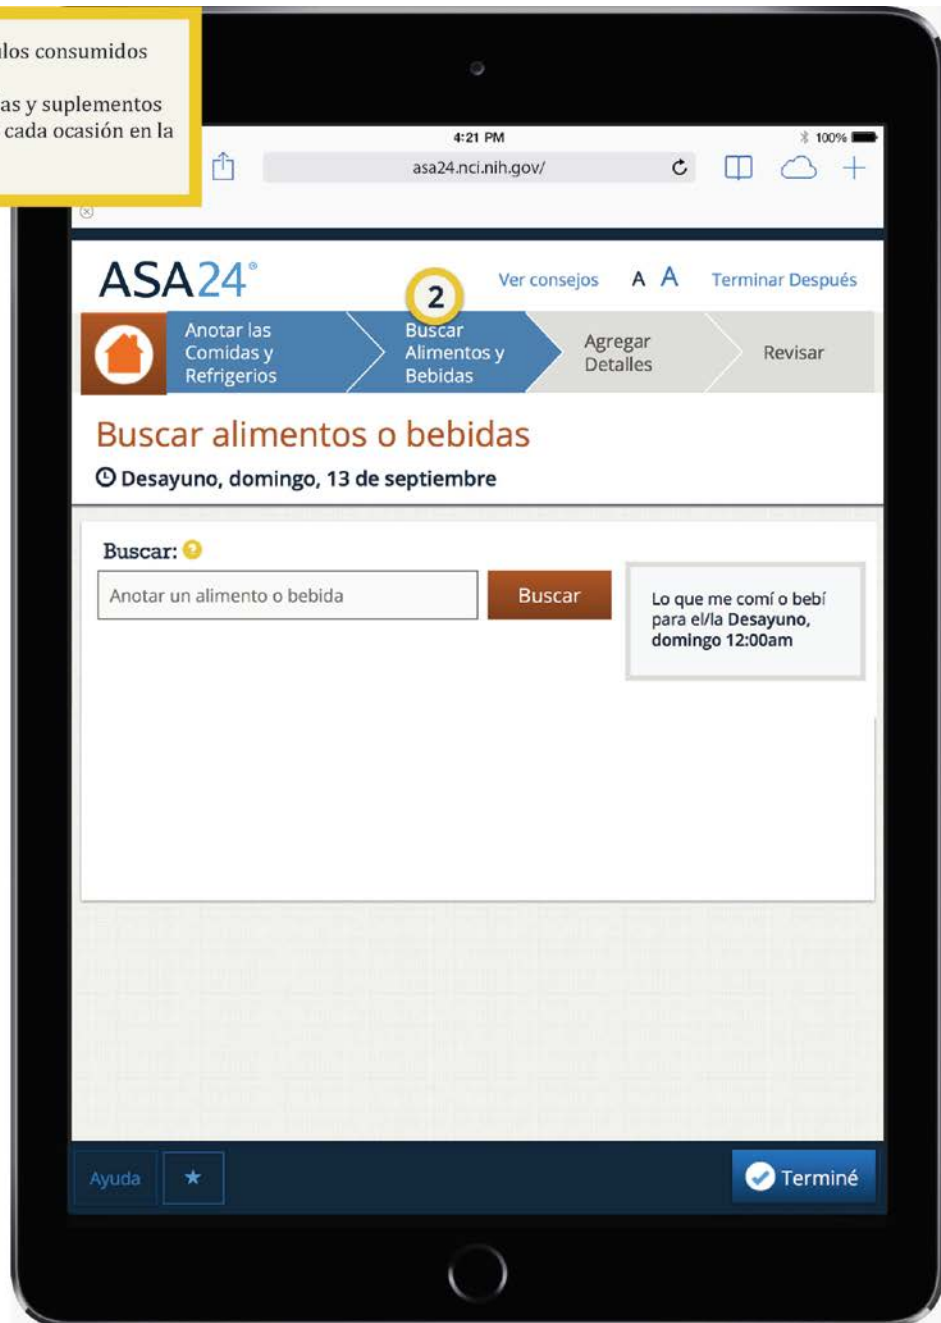 consumidos
y suplementos
cada ocasión en la
4:21 PM
100%
asa24.nci.nih.gov/
ASA24®
2
Ver consejos
A A
Terminar Después
Anotar las
Comidas y
Refrigerios
Buscar
Alimentos y
Bebidas
Agregar
Detalles
Revisar
Buscar alimentos o bebidas
Desayuno, domingo, 13 de septiembre
Buscar: ?
Anotar un alimento o bebida
Buscar
Lo que me comí o bebí
para el/la Desayuno,
domingo 12:00am
Ayuda
Terminé